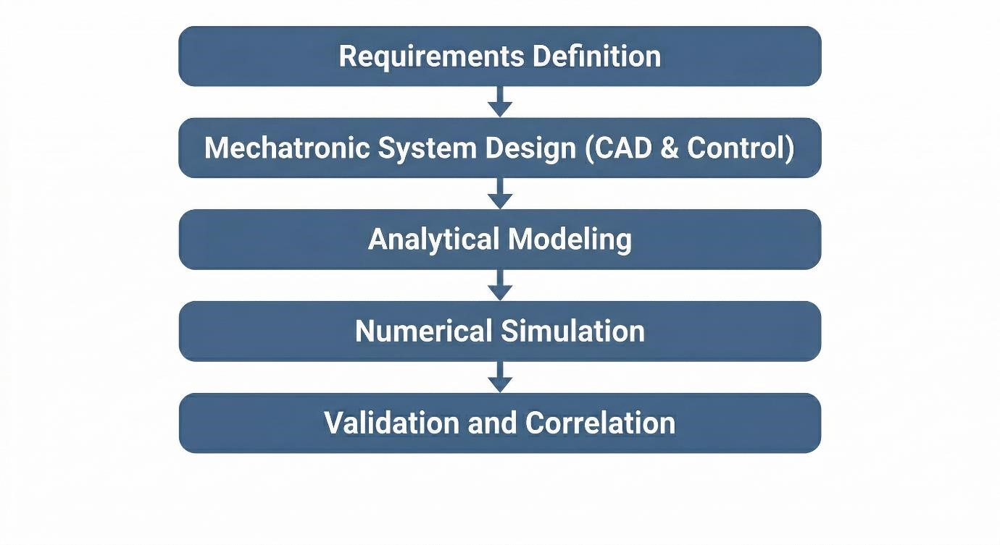 Requirements Definition
Mechatronic System Design (CAD & Control)
Analytical Modeling
Numerical Simulation
Validation and Correlation